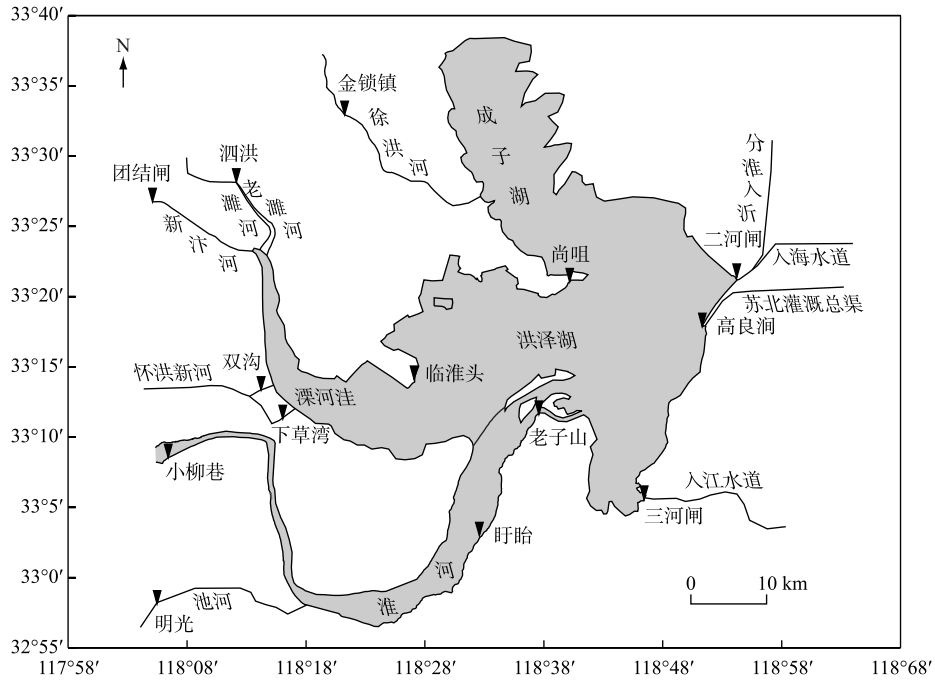 33°40′
N
33°35′
金锁镇
徐洪河
成子湖
33°30′
泗洪
团结闸
老濉河
濉河
新汴河
分淮入沂
33°25′
二河闸
尚咀
入海水道
33°20′
苏北灌溉总渠
高良涧
洪泽湖
33°15′
双沟
怀洪新河
临淮头
溧河洼
下草湾
33°10′
老子山
小柳巷
入江水道
33°05′
三河闸
盱眙
33°0′
淮河
0 10 km
池河
明光
32°55′
117°58′ 118°08′ 118°18′ 118°28′ 118°38′ 118°48′ 118°58′ 118°68′